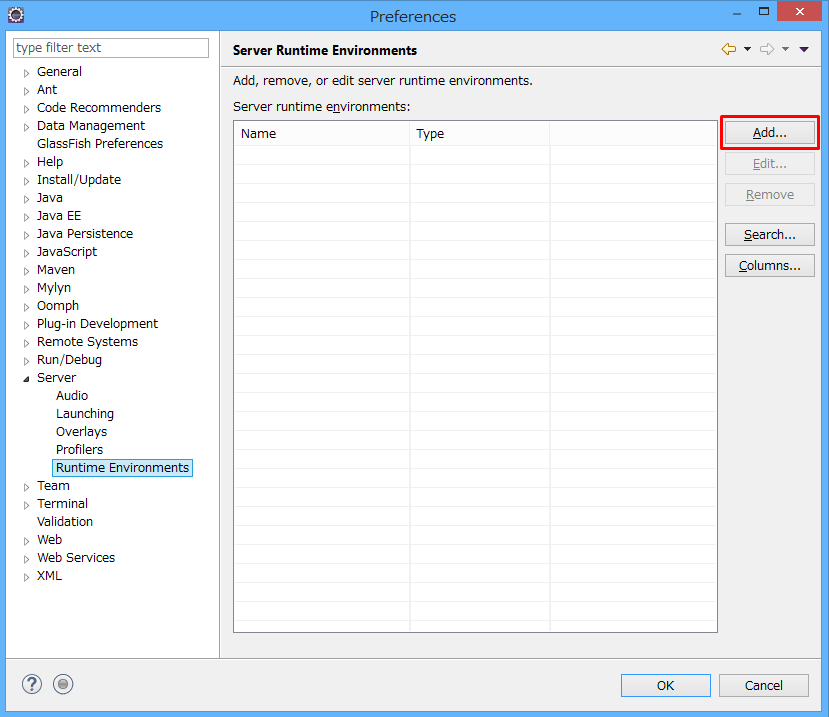 Preferences
type filter text
General
Ant
Code Recommenders
Data Management
GlassFish Preferences
Help
Install/Update
Java
Java EE
Java Persistence
JavaScript
Maven
Mylyn
Oomph
Plug-in Development
Remote Systems
Run/Debug
Server
Audio
Launching
Overlays
Profilers
Runtime Environments
Team
Terminal
Validation
Web
Web Services
XML
Server Runtime Environments
Add, remove, or edit server runtime environments.
Server runtime environments:
Name Type
Add...
Edit...
Remove
Search...
Columns...
?
OK Cancel